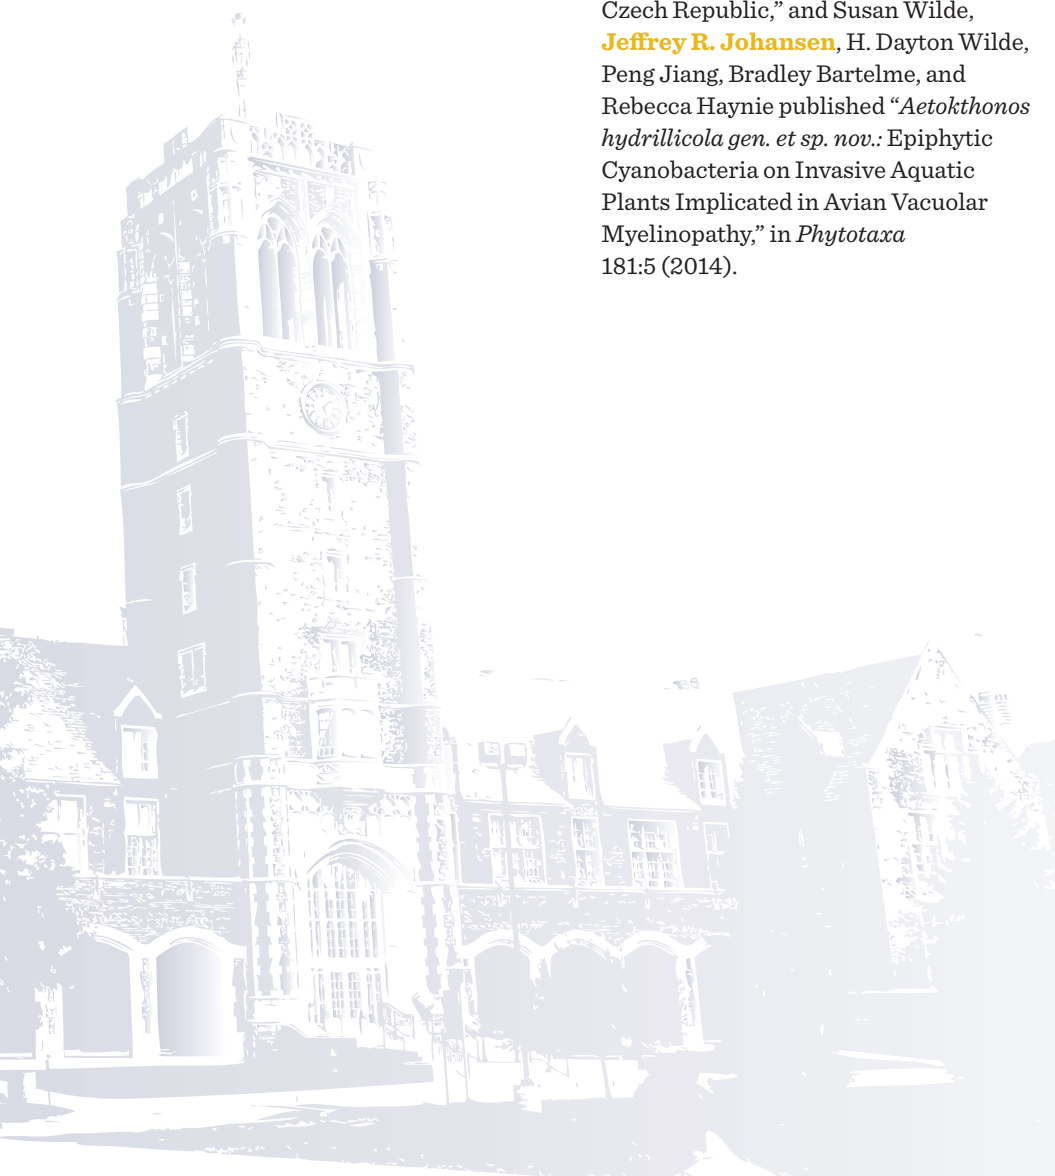 Czech Republic,” and Susan Wilde,
Jeffrey R. Johansen, H. Dayton Wilde,
Peng Jiang, Bradley Bartelme, and
Rebecca Haynie published “Aetokthonos
hydrillicola gen. et sp. nov.: Epiphytic
Cyanobacteria on Invasive Aquatic
Plants Implicated in Avian Vacuolar
Myelinopathy,” in Phytotaxa
181:5 (2014).